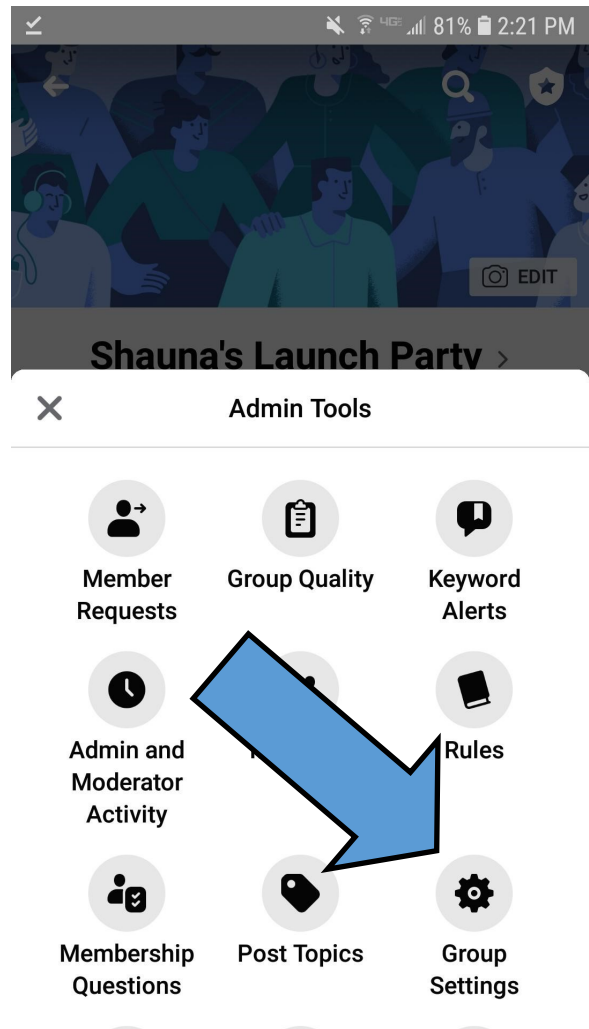 4GE 81% 2:21 PM
EDIT
Shauna's Launch Party
Admin Tools
Member
Requests
Group Quality
Keyword
Alerts
Admin and
Moderator
Activity
Rules
Membership
Questions
Post Topics
Group
Settings